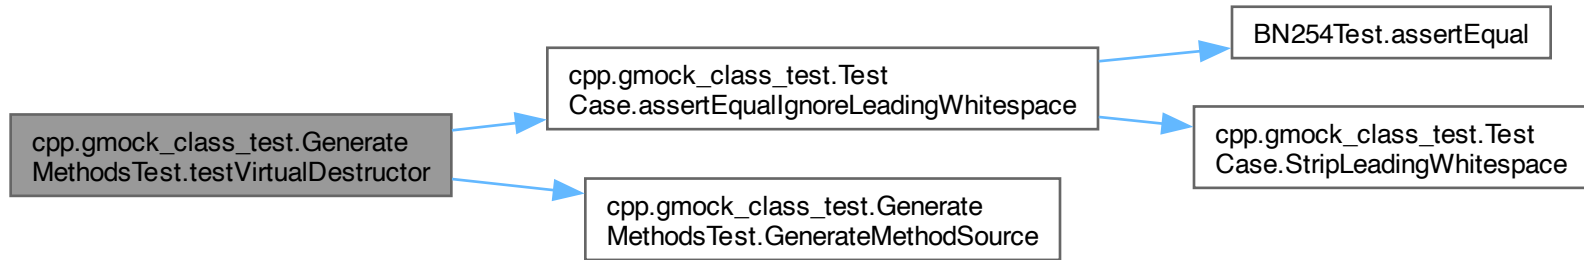 cpp.gmock_class_test.Generate
MethodsTest.testVirtualDestructor
cpp.gmock_class_test.Test
Case.assertEqualIgnoreLeadingWhitespace
BN254Test.assertEqual
cpp.gmock_class_test.Test
Case.StripLeadingWhitespace
cpp.gmock_class_test.Generate
MethodsTest.GenerateMethodSource